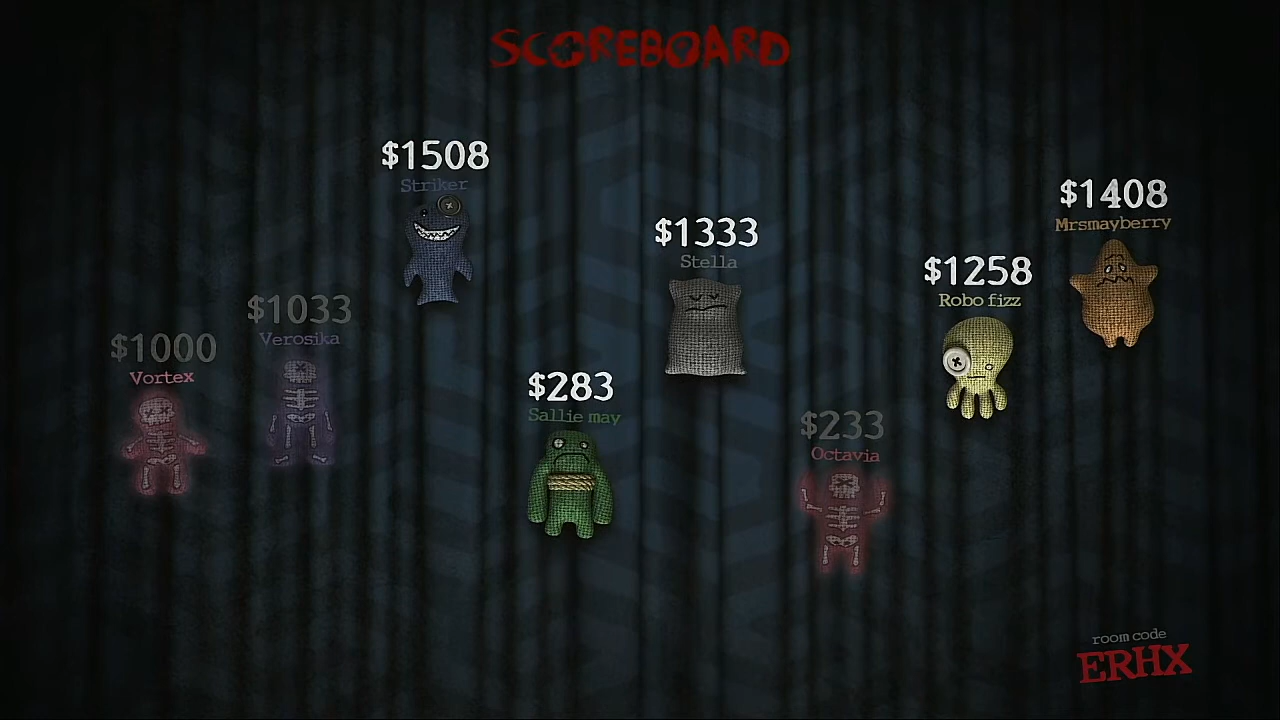 SCOREBOARD
$1000
Vortex
$1033
Verosika
$1508
Striker
$283
Sallie may
$1333
Stella
$233
Octavia
$1258
Robo fizz
$1408
Mrsmayberry
room code
ERHX